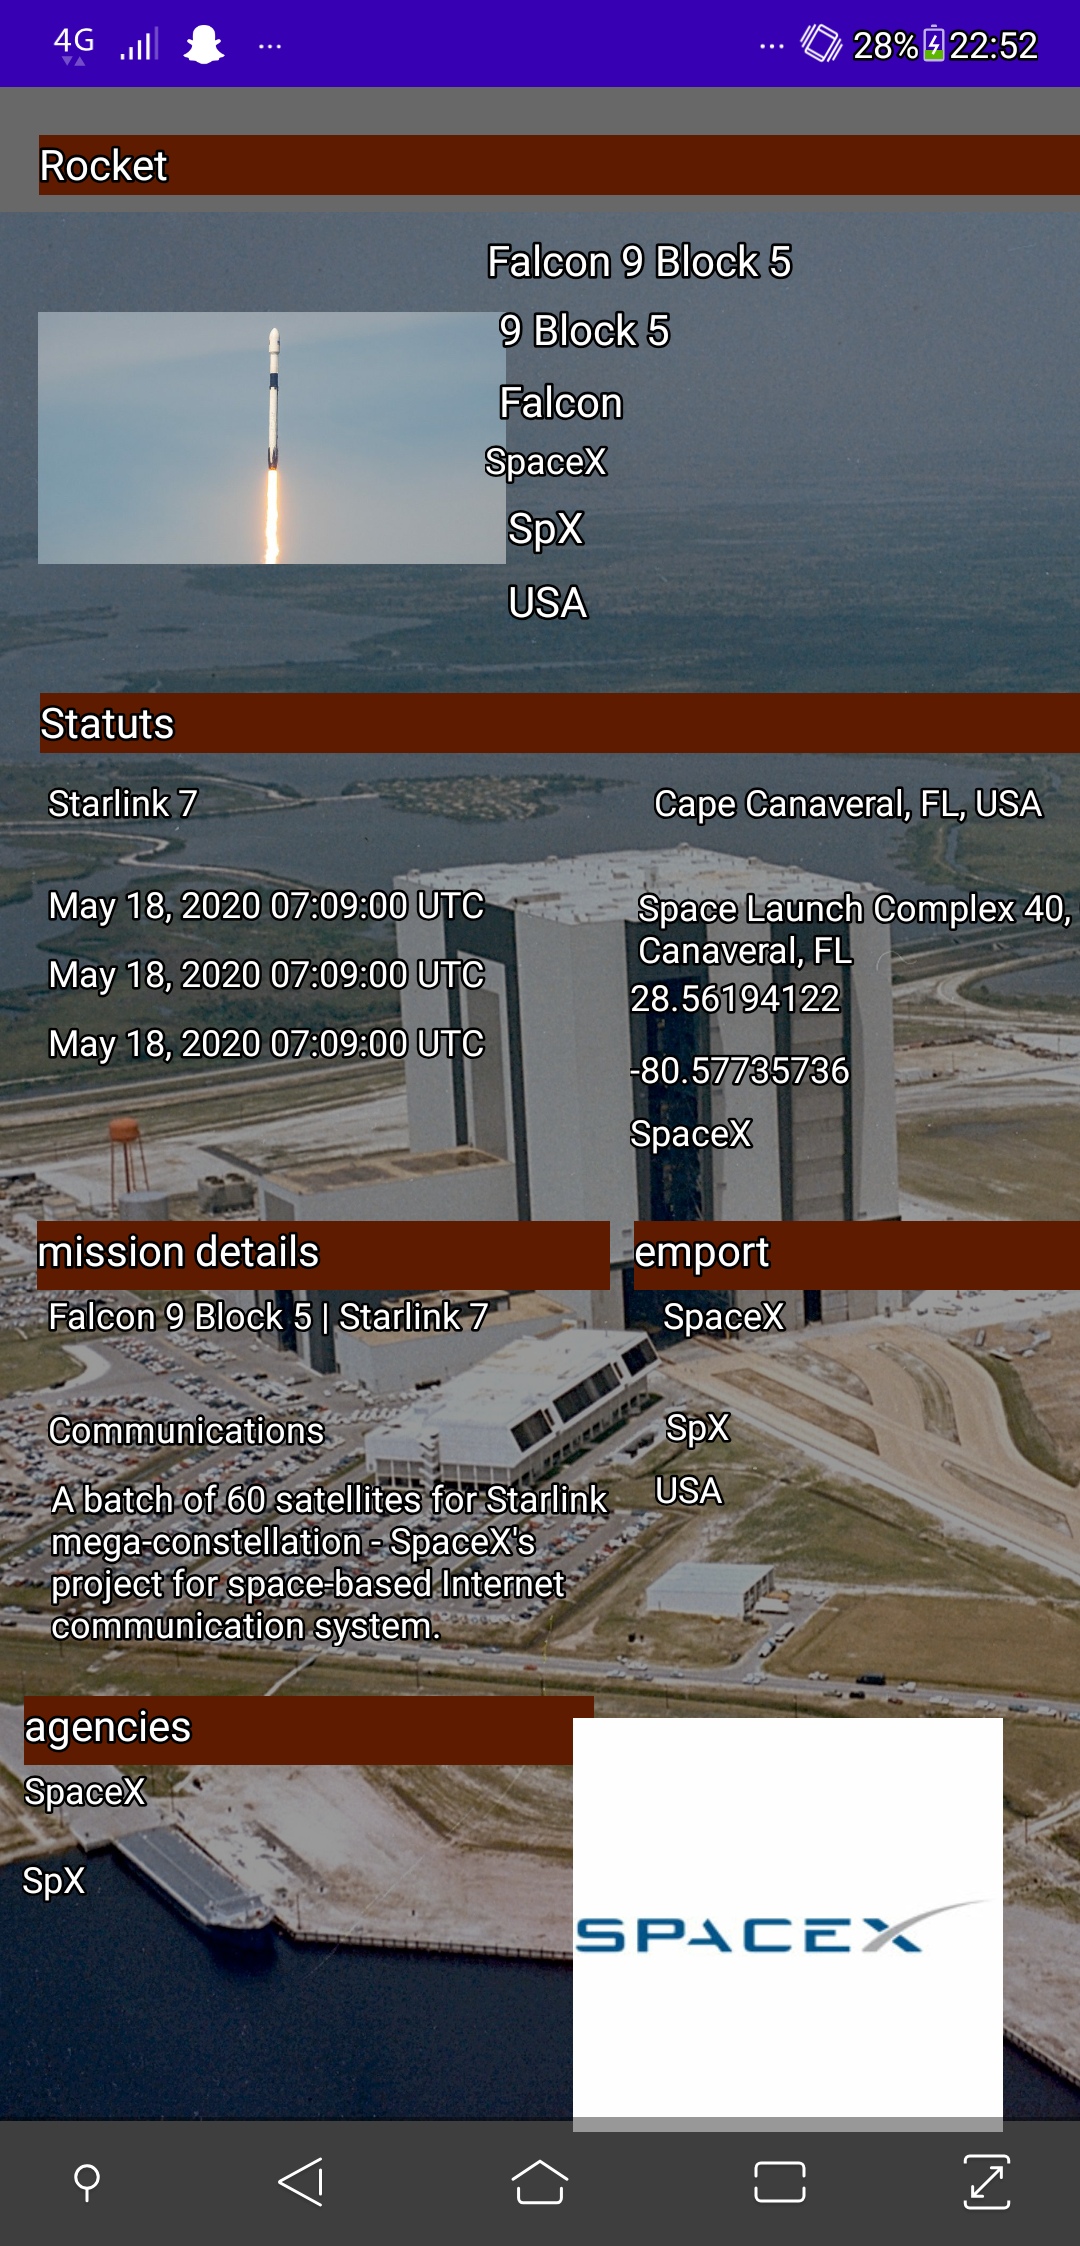 4G
28% 22:52
Rocket
Falcon 9 Block 5
9 Block 5
Falcon
SpaceX
SpX
USA
Statuts
Starlink 7
Cape Canaveral, FL, USA
May 18, 2020 07:09:00 UTC
Space Launch Complex 40,
Canaveral, FL
May 18, 2020 07:09:00 UTC
28.56194122
May 18, 2020 07:09:00 UTC
-80.57735736
SpaceX
mission details
Falcon 9 Block 5 | Starlink 7
Communications
A batch of 60 satellites for Starlink
mega-constellation - SpaceX's
project for space-based Internet
communication system.
emport
SpaceX
SpX
USA
agencies
SpaceX
SpX
SPACEX